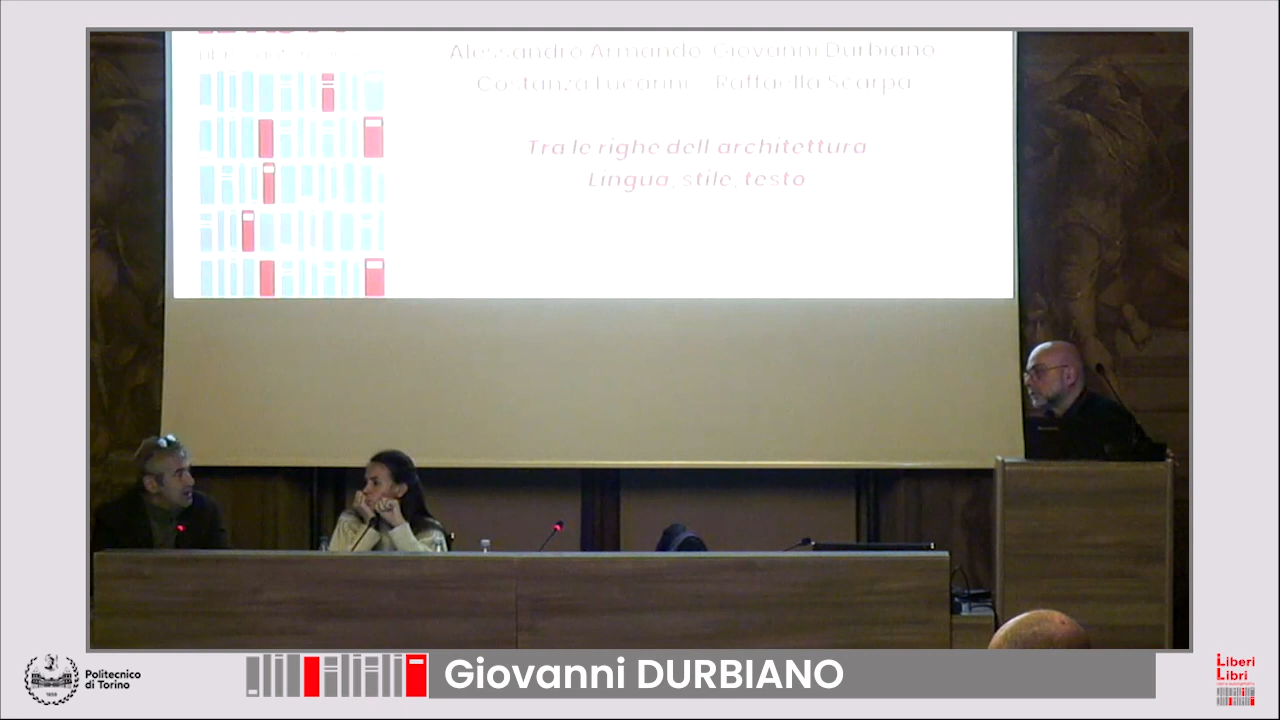 Alessandro Armando Giovanni Durbiano
Costanza Lucarini - Raffaella Scarpa
Tra le righe dell architettura
Lingua, stile, testo
Giovanni DURBIANO
Politecnico
di Torino
Liberi
Libri